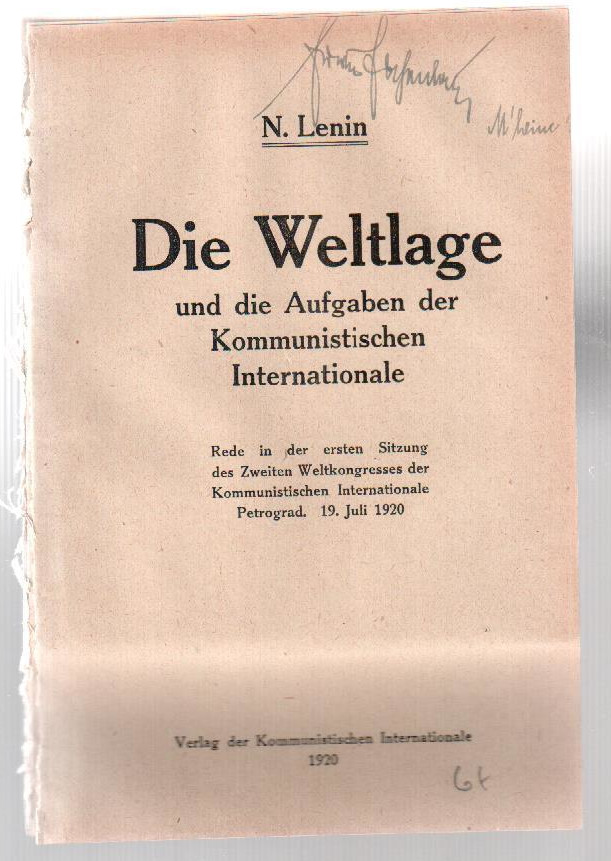 N. Lenin
Die Weltlage
und die Aufgaben der
Kommunistischen
Internationale
Rede in der ersten Sitzung
des Zweiten Weltkongresses der
Kommunistischen Internationale
Petrograd. 19. Juli 1920
Verlag der Kommunistischen Internationale
1920